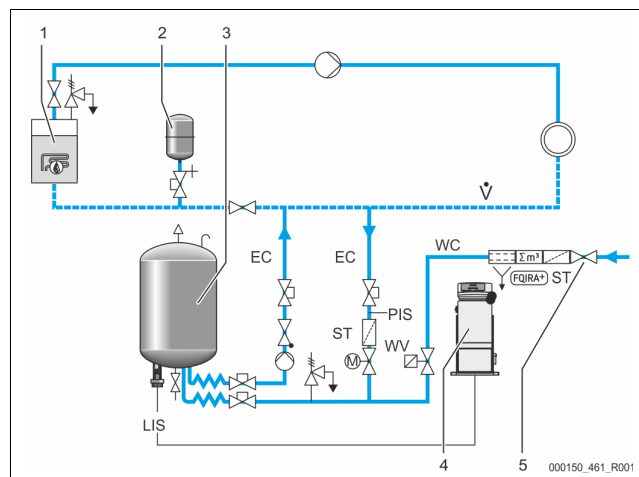 1
2
3
V̇
EC
EC
WC
Σm³
FQIRA+
ST
PIS
ST
WV
M
LIS
4
5
000150_461_R001